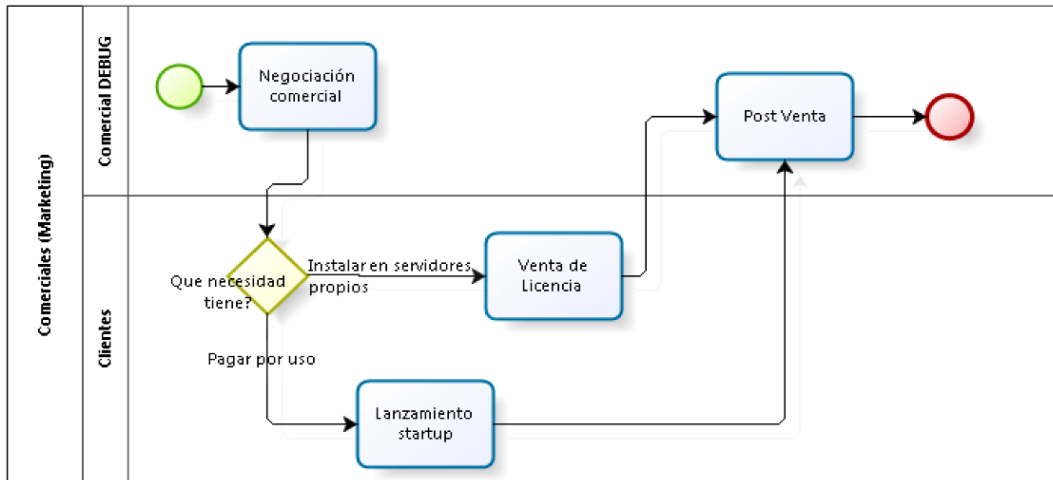 Comerciales (Marketing)
Comercial DEBUG
Negociación
comercial
Post Venta
Clientes
Que necesidad
tiene?
Instalar en servidores
propios
Venta de
Licencia
Pagar por uso
Lanzamiento
startup